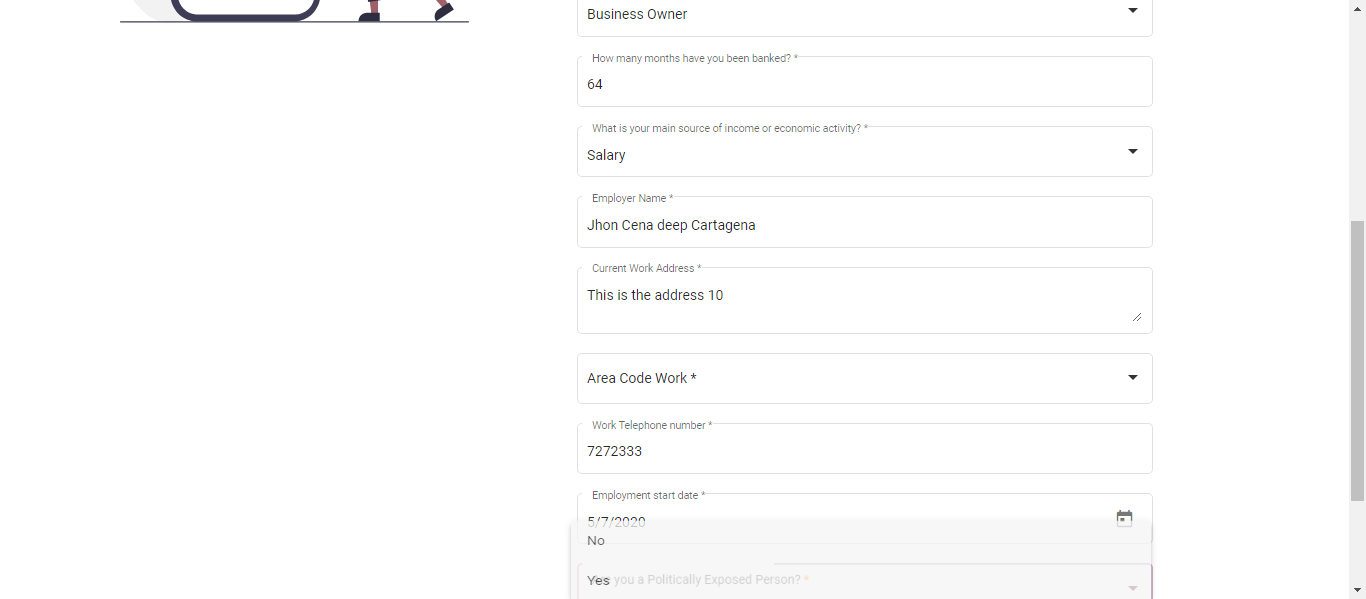 Business Owner
How many months have you been banked? *
64
What is your main source of income or economic activity? *
Salary
Employer Name *
Jhon Cena deep Cartagena
Current Work Address *
This is the address 10
Area Code Work *
Work Telephone number *
7272333
Employment start date *
5/7/2020
No
Are you a Politically Exposed Person? *
Yes